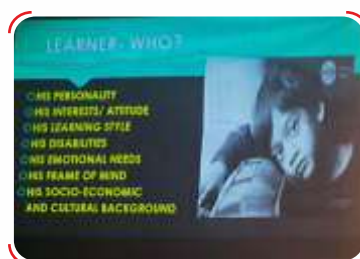 LEARNER- WHO?
HIS PERSONALITY
HIS INTERESTS/ ATTITUDE
HIS LEARNING STYLE
HIS DISABILITIES
HIS EMOTIONAL NEEDS
HIS FRAME OF MIND
HIS SOCIO-ECONOMIC
AND CULTURAL BACKGROUND